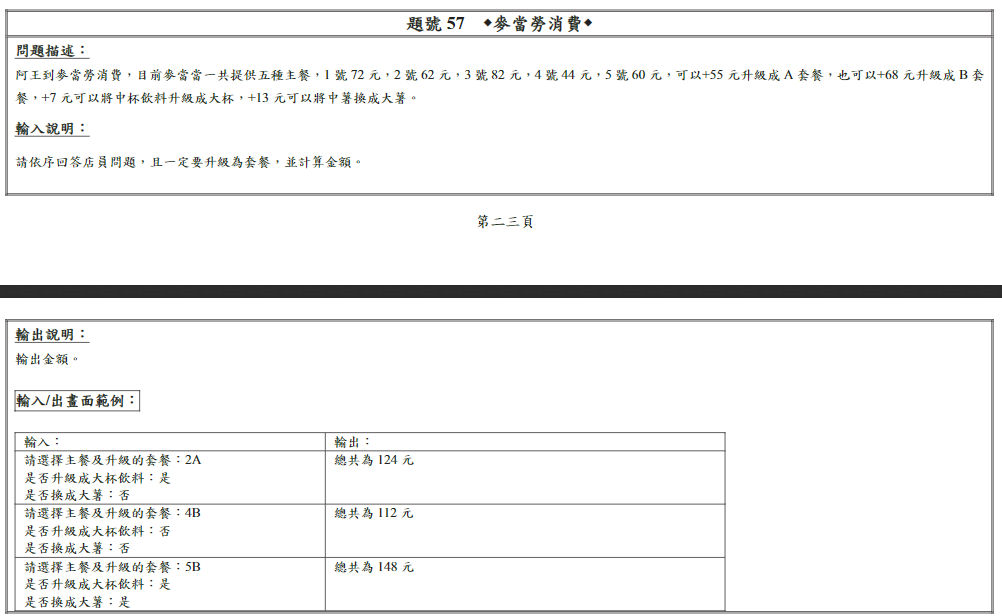 題號 57 ◆麥當勞消費◆
問題描述：
阿王到麥當勞消費，目前麥當當一共提供五種主餐，1 號 72 元，2 號 62 元，3 號 82 元，4 號 44 元，5 號 60 元，可以+55 元升級成 A 套餐，也可以+68 元升級成 B 套
餐，+7 元可以將中杯飲料升級成大杯，+13 元可以將中薯換成大薯。
輸入說明：
請依序回答店員問題，且一定要升級為套餐，並計算金額。
第二三頁
輸出說明：
輸出金額。
輸入/出畫面範例：
輸入： 輸出：
請選擇主餐及升級的套餐：2A 總共為 124 元
是否升級成大杯飲料：是
是否換成大薯：否
請選擇主餐及升級的套餐：4B 總共為 112 元
是否升級成大杯飲料：否
是否換成大薯：否
請選擇主餐及升級的套餐：5B 總共為 148 元
是否升級成大杯飲料：是
是否換成大薯：是